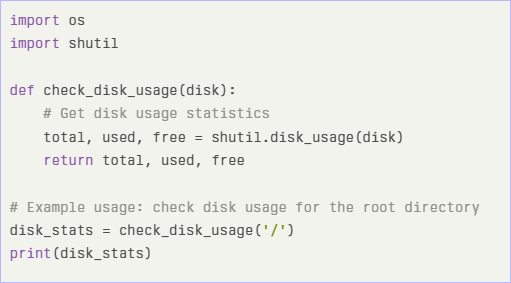 import os
import shutil

def check_disk_usage(disk):
    # Get disk usage statistics
    total, used, free = shutil.disk_usage(disk)
    return total, used, free

# Example usage: check disk usage for the root directory
disk_stats = check_disk_usage('/')
print(disk_stats)